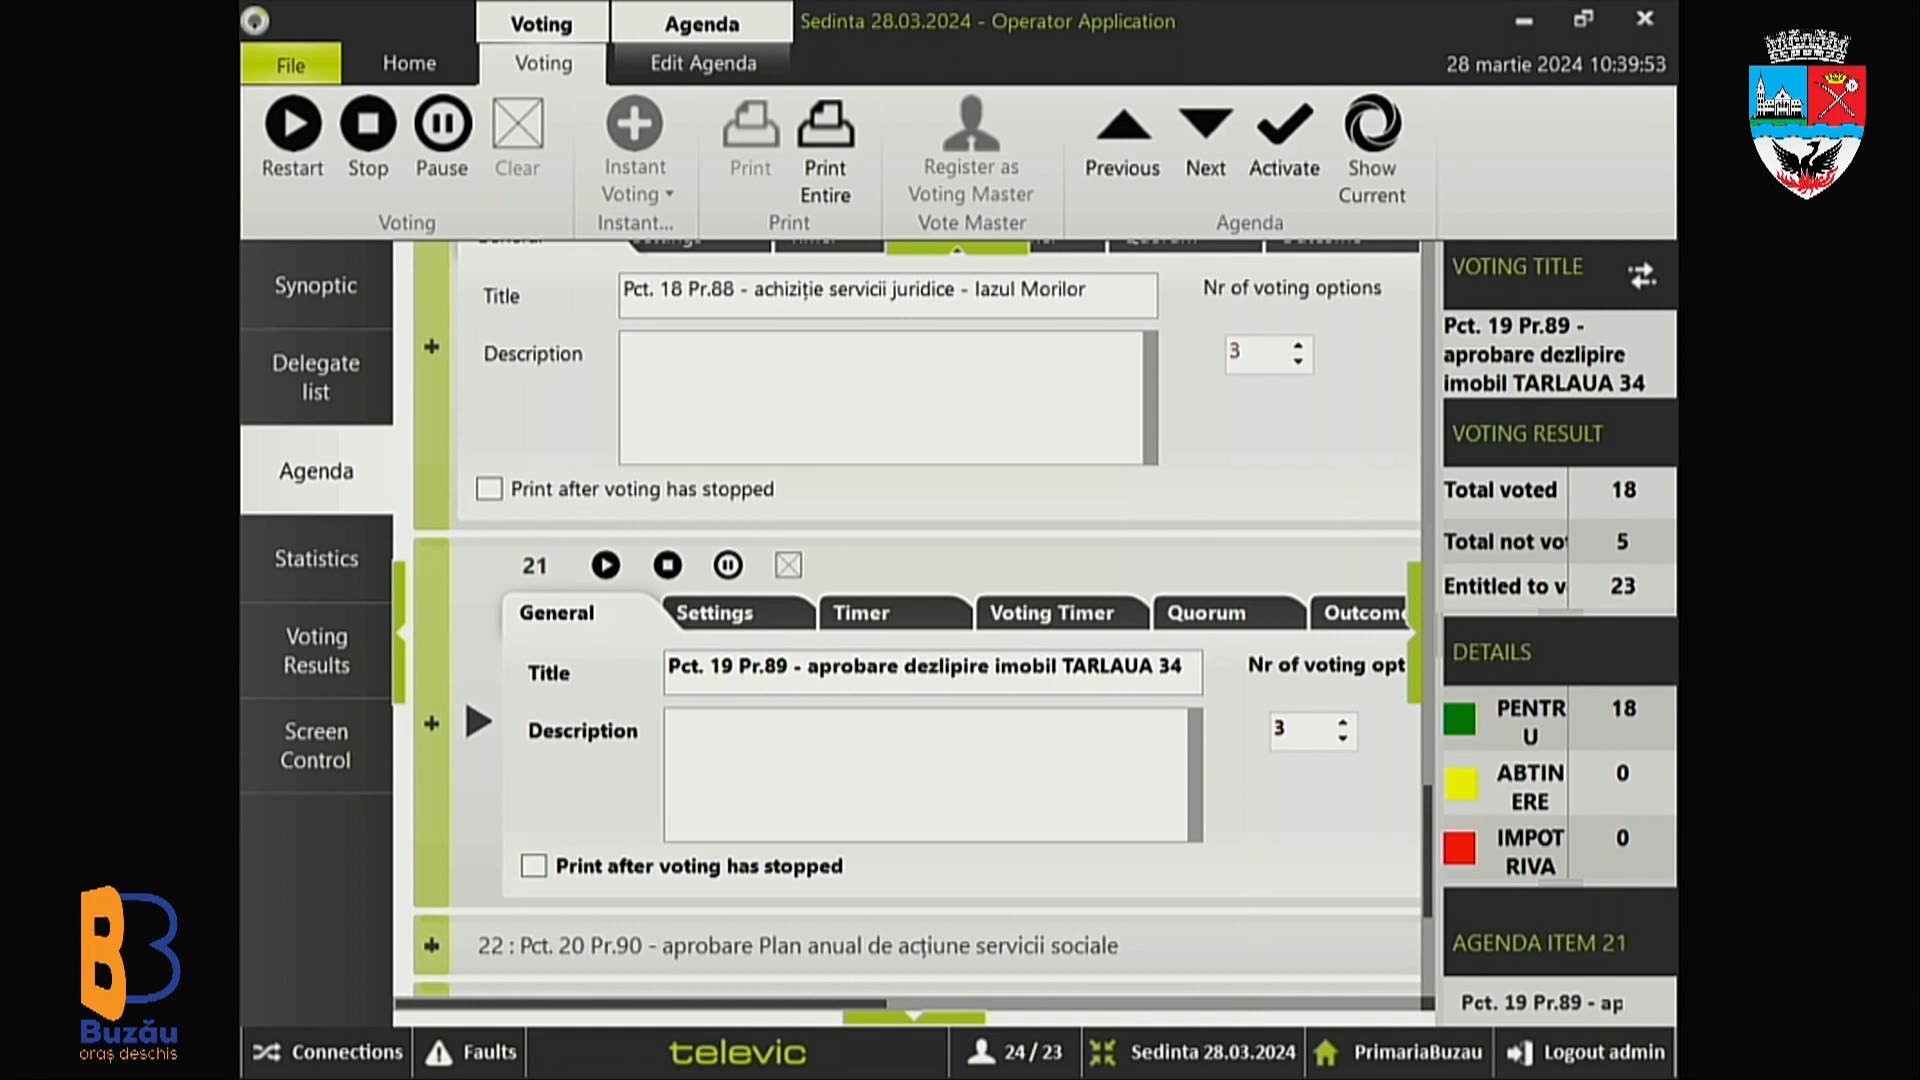 Voting
Agenda
Sedinta 28.03.2024 - Operator Application
File
Home
Voting
Edit Agenda
28 martie 2024 10:39:53
Restart
Stop
Pause
Clear
Voting
Instant
Voting
Instant...
Print
Print
Entire
Print
Register as
Voting Master
Vote Master
Previous
Next
Activate
Show
Current
Agenda
Synoptic
Delegate
list
Agenda
Statistics
Voting
Results
Screen
Control
Title
Pct. 18 Pr.88 - achiziție servicii juridice - Iazul Morilor
Nr of voting options
Description
3
Print after voting has stopped
21
General
Settings
Timer
Voting Timer
Quorum
Outcome
Title
Pct. 19 Pr.89 - aprobare dezlipire imobil TARLAUA 34
Nr of voting opt
Description
3
Print after voting has stopped
22 : Pct. 20 Pr.90 - aprobare Plan anual de acțiune servicii sociale
VOTING TITLE
Pct. 19 Pr.89 -
aprobare dezlipire
imobil TARLAUA 34
VOTING RESULT
Total voted 18
Total not vo 5
Entitled to v 23
DETAILS
PENTR
U
18
ABTIN
ERE
0
IMPOT
RIVA
0
AGENDA ITEM 21
Pct. 19 Pr.89 - ap
Connections
Faults
televic
24 / 23
Sedinta 28.03.2024
PrimariaBuzau
Logout admin
Buzău
oraș deschis